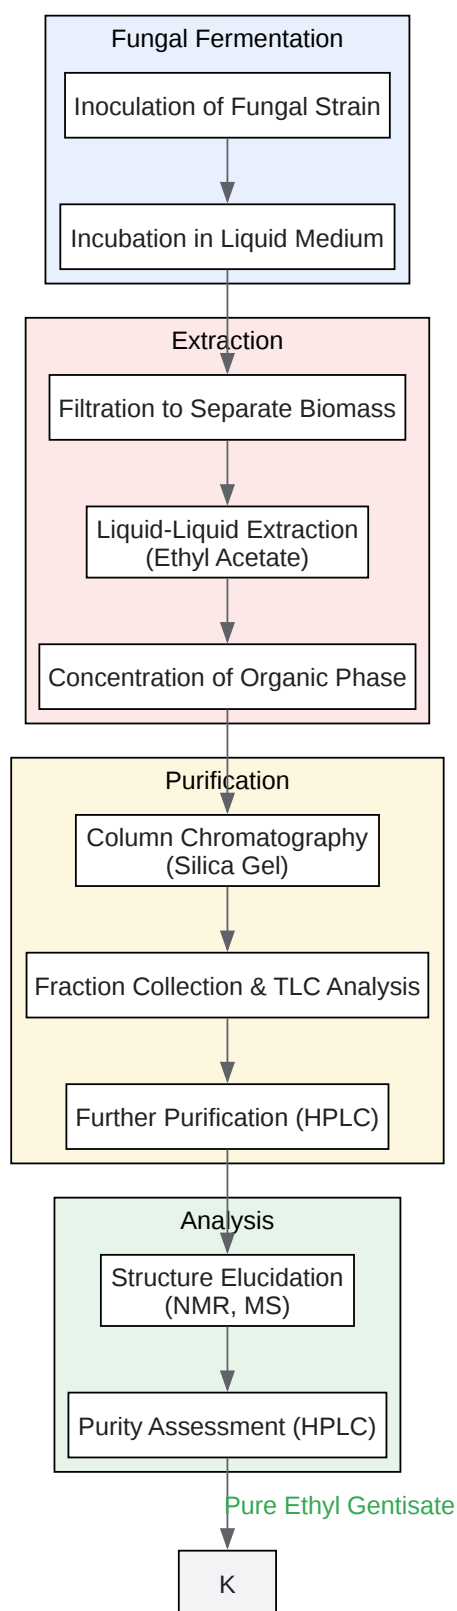 Fungal Fermentation
Inoculation of Fungal Strain
Incubation in Liquid Medium
Extraction
Filtration to Separate Biomass
Liquid-Liquid Extraction
(Ethyl Acetate)
Concentration of Organic Phase
Purification
Column Chromatography
(Silica Gel)
Fraction Collection & TLC Analysis
Further Purification (HPLC)
Analysis
Structure Elucidation
(NMR, MS)
Purity Assessment (HPLC)
Pure Ethyl Gentisate
K